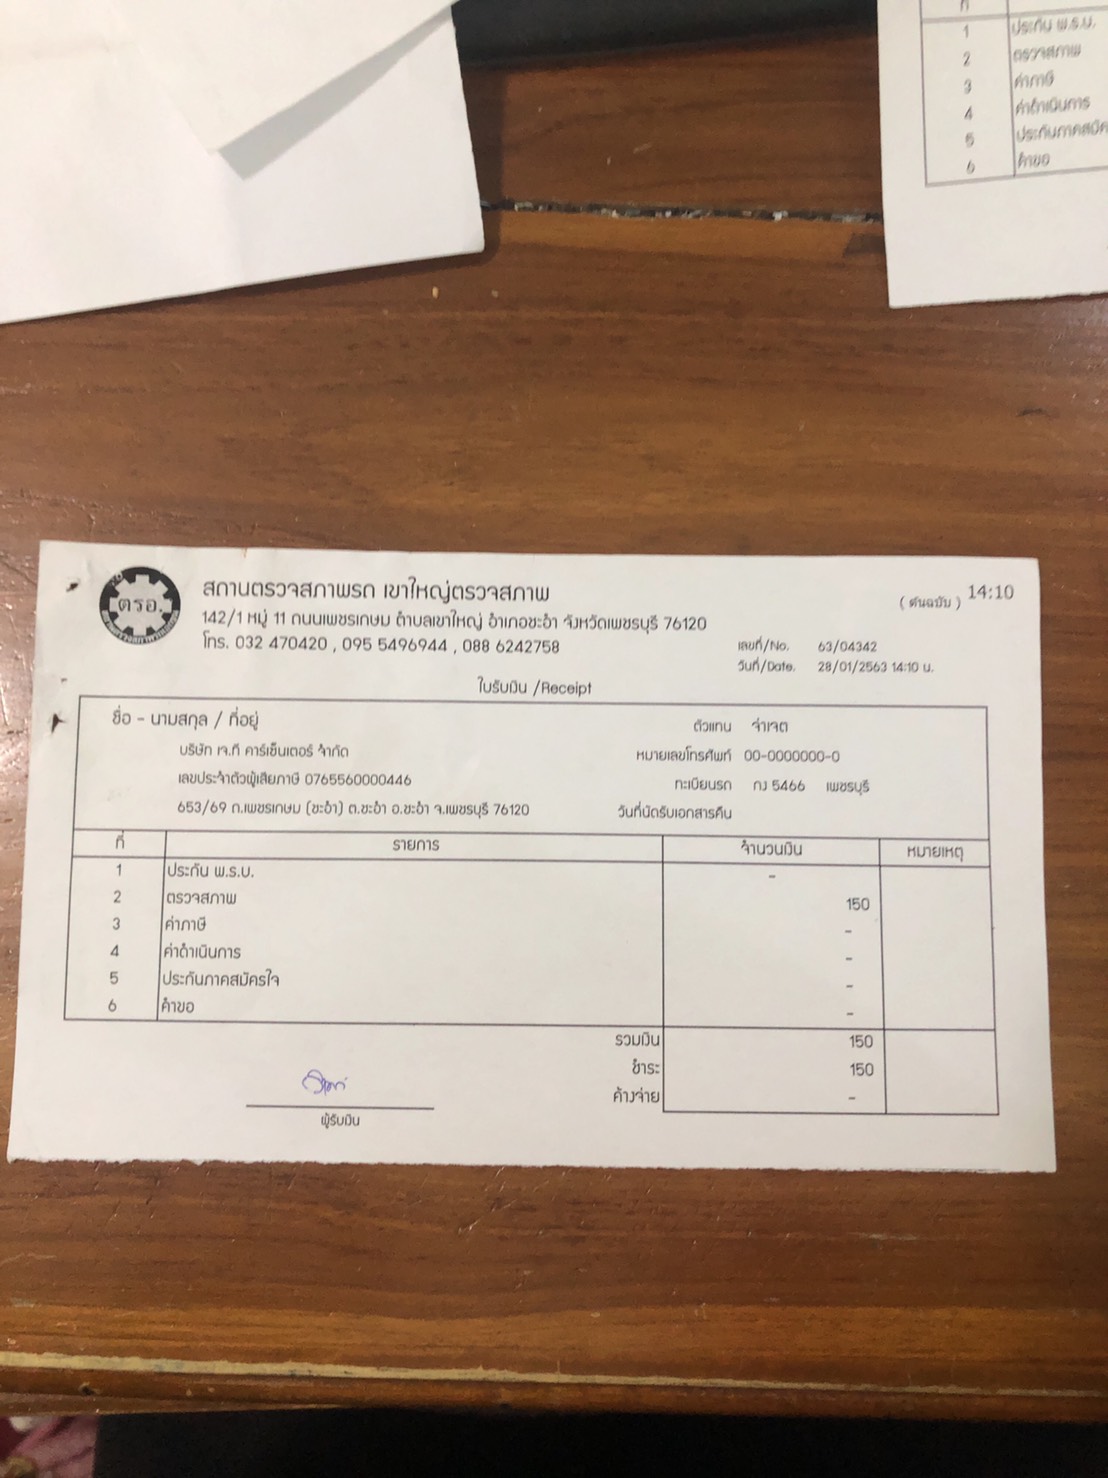 ที่
1 ประกัน พ.ร.บ.
2 ตรวจสภาพ
3 ค่าภาษี
4 ค่าดำเนินการ
5 ประกันภาคสมัคร
6 คำขอ
ตรอ.
สถานตรวจสภาพรถ เขาใหญ่ตรวจสภาพ
( ต้นฉบับ ) 14:10
142/1 หมู่ 11 ถนนเพชรเกษม ตำบลเขาใหญ่ อำเภอชะอำ จังหวัดเพชรบุรี 76120
โทร. 032 470420 , 095 5496944 , 088 6242758
เลขที่/No. 63/04342
วันที่/Date. 28/01/2563 14:10 น.
ใบรับเงิน /Receipt
ชื่อ - นามสกุล / ที่อยู่
ตัวแทน จ่าเจต
บริษัท เจ.ที คาร์เซ็นเตอร์ จำกัด
หมายเลขโทรศัพท์ 00-0000000-0
เลขประจำตัวผู้เสียภาษี 0765560000446
ทะเบียนรถ กง 5466 เพชรบุรี
653/69 ถ.เพชรเกษม (ชะอำ) ต.ชะอำ อ.ชะอำ จ.เพชรบุรี 76120
วันที่นัดรับเอกสารคืน
ที่ รายการ จำนวนเงิน หมายเหตุ
1 ประกัน พ.ร.บ. -
2 ตรวจสภาพ 150
3 ค่าภาษี -
4 ค่าดำเนินการ -
5 ประกันภาคสมัครใจ -
6 คำขอ -
รวมเงิน 150
ชำระ 150
ค้างจ่าย -
ผู้รับเงิน